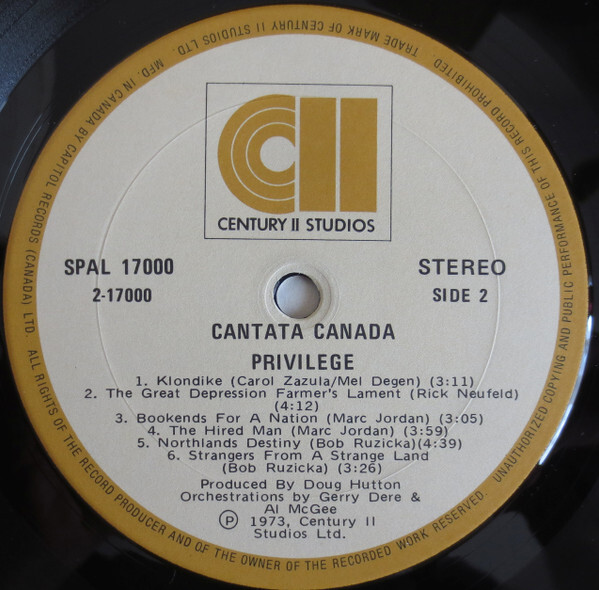 MFD. IN CANADA BY CAPITOL RECORDS (CANADA) LTD. ALL RIGHTS OF THE RECORD PRODUCER AND OF THE OWNER OF THE RECORDED WORK RESERVED. UNAUTHORIZED COPYING AND PUBLIC PERFORMANCE OF THIS RECORD PROHIBITED TRADE MARK OF CENTURY II STUDIOS LTD.
CII
CENTURY II STUDIOS
SPAL 17000
2-17000
STEREO
SIDE 2
CANTATA CANADA
PRIVILEGE
1. Klondike (Carol Zazula/Mel Degen) (3:11)
2. The Great Depression Farmer's Lament (Rick Neufeld)
(4:12)
3. Bookends For A Nation (Marc Jordan) (3:05)
4. The Hired Man (Marc Jordan) (3:59)
5. Northlands Destiny (Bob Ruzicka)(4:39)
6. Strangers From A Strange Land
(Bob Ruzicka) (3:26)
Produced By Doug Hutton
Orchestrations by Gerry Dere &
Al McGee
Ⓟ 1973, Century II
Studios Ltd.